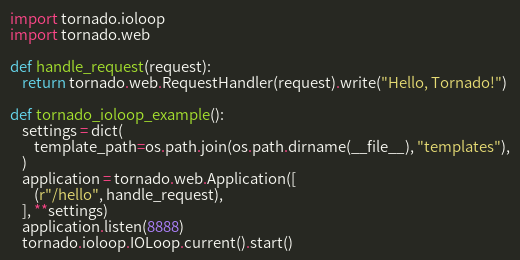 import tornado.ioloop
import tornado.web

def handle_request(request):
    return tornado.web.RequestHandler(request).write("Hello, Tornado!")

def tornado_ioloop_example():
    settings = dict(
        template_path=os.path.join(os.path.dirname(__file__), "templates"),
    )
    application = tornado.web.Application([
        (r"/hello", handle_request),
    ], **settings)
    application.listen(8888)
    tornado.ioloop.IOLoop.current().start()